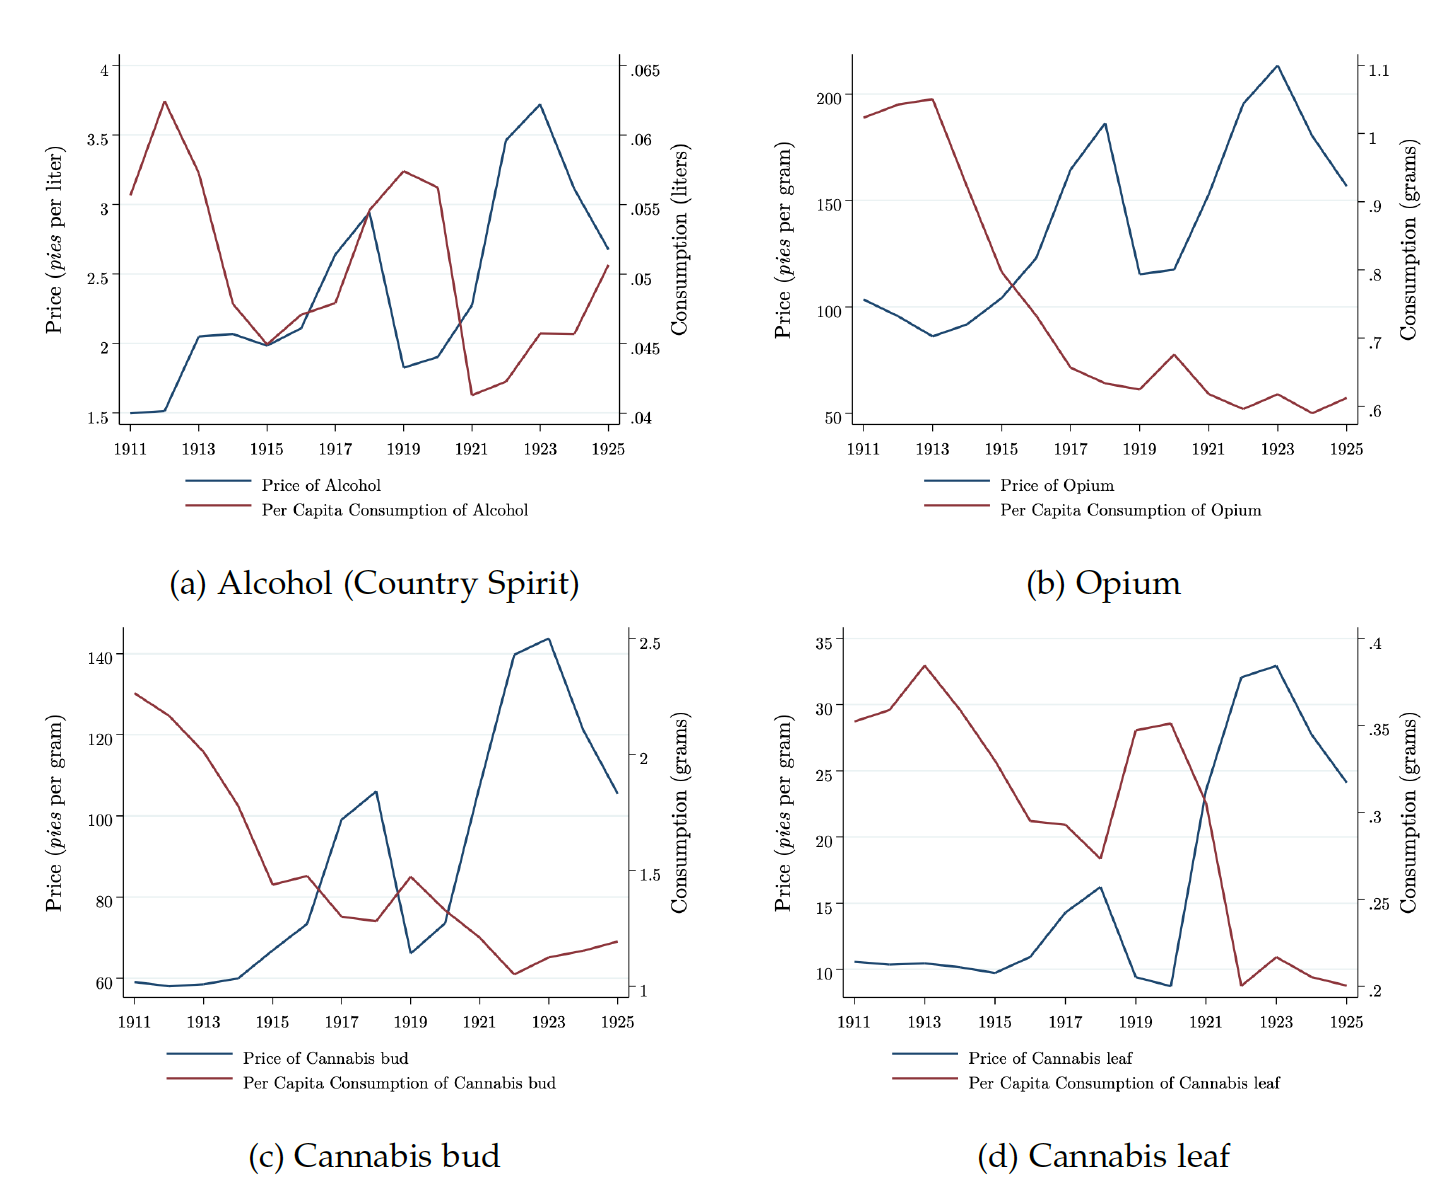 4
3.5
3
2.5
2
1.5
Price (pies per liter)
.065
.06
.055
.05
.045
.04
Consumption (liters)
1911 1913 1915 1917 1919 1921 1923 1925
Price of Alcohol
Per Capita Consumption of Alcohol
(a) Alcohol (Country Spirit)
200
150
100
50
Price (pies per gram)
1.1
1
.9
.8
.7
.6
Consumption (grams)
1911 1913 1915 1917 1919 1921 1923 1925
Price of Opium
Per Capita Consumption of Opium
(b) Opium
140
120
100
80
60
Price (pies per gram)
2.5
2
1.5
1
Consumption (grams)
1911 1913 1915 1917 1919 1921 1923 1925
Price of Cannabis bud
Per Capita Consumption of Cannabis bud
(c) Cannabis bud
35
30
25
20
15
10
Price (pies per gram)
.4
.35
.3
.25
.2
Consumption (grams)
1911 1913 1915 1917 1919 1921 1923 1925
Price of Cannabis leaf
Per Capita Consumption of Cannabis leaf
(d) Cannabis leaf